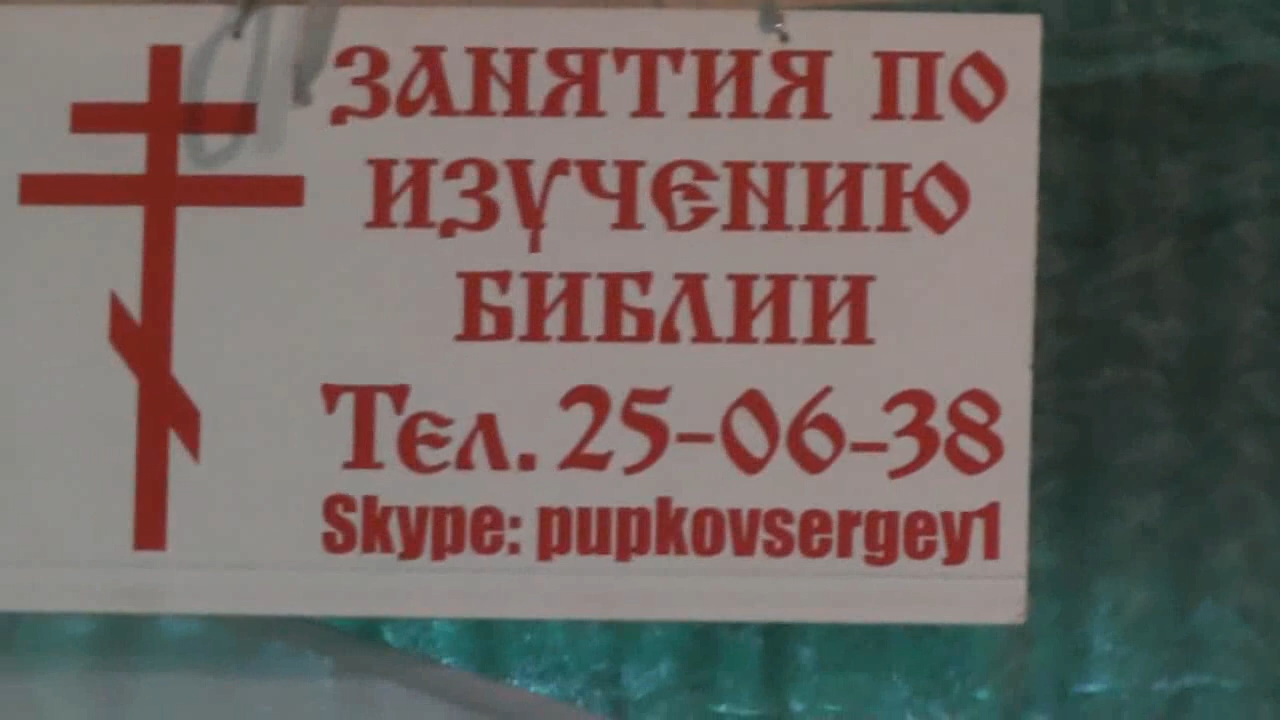 ЗАНЯТИЯ ПО
ИЗУЧЕНИЮ
БИБЛИИ
Тел. 25-06-38
Skype: pupkovsergey1